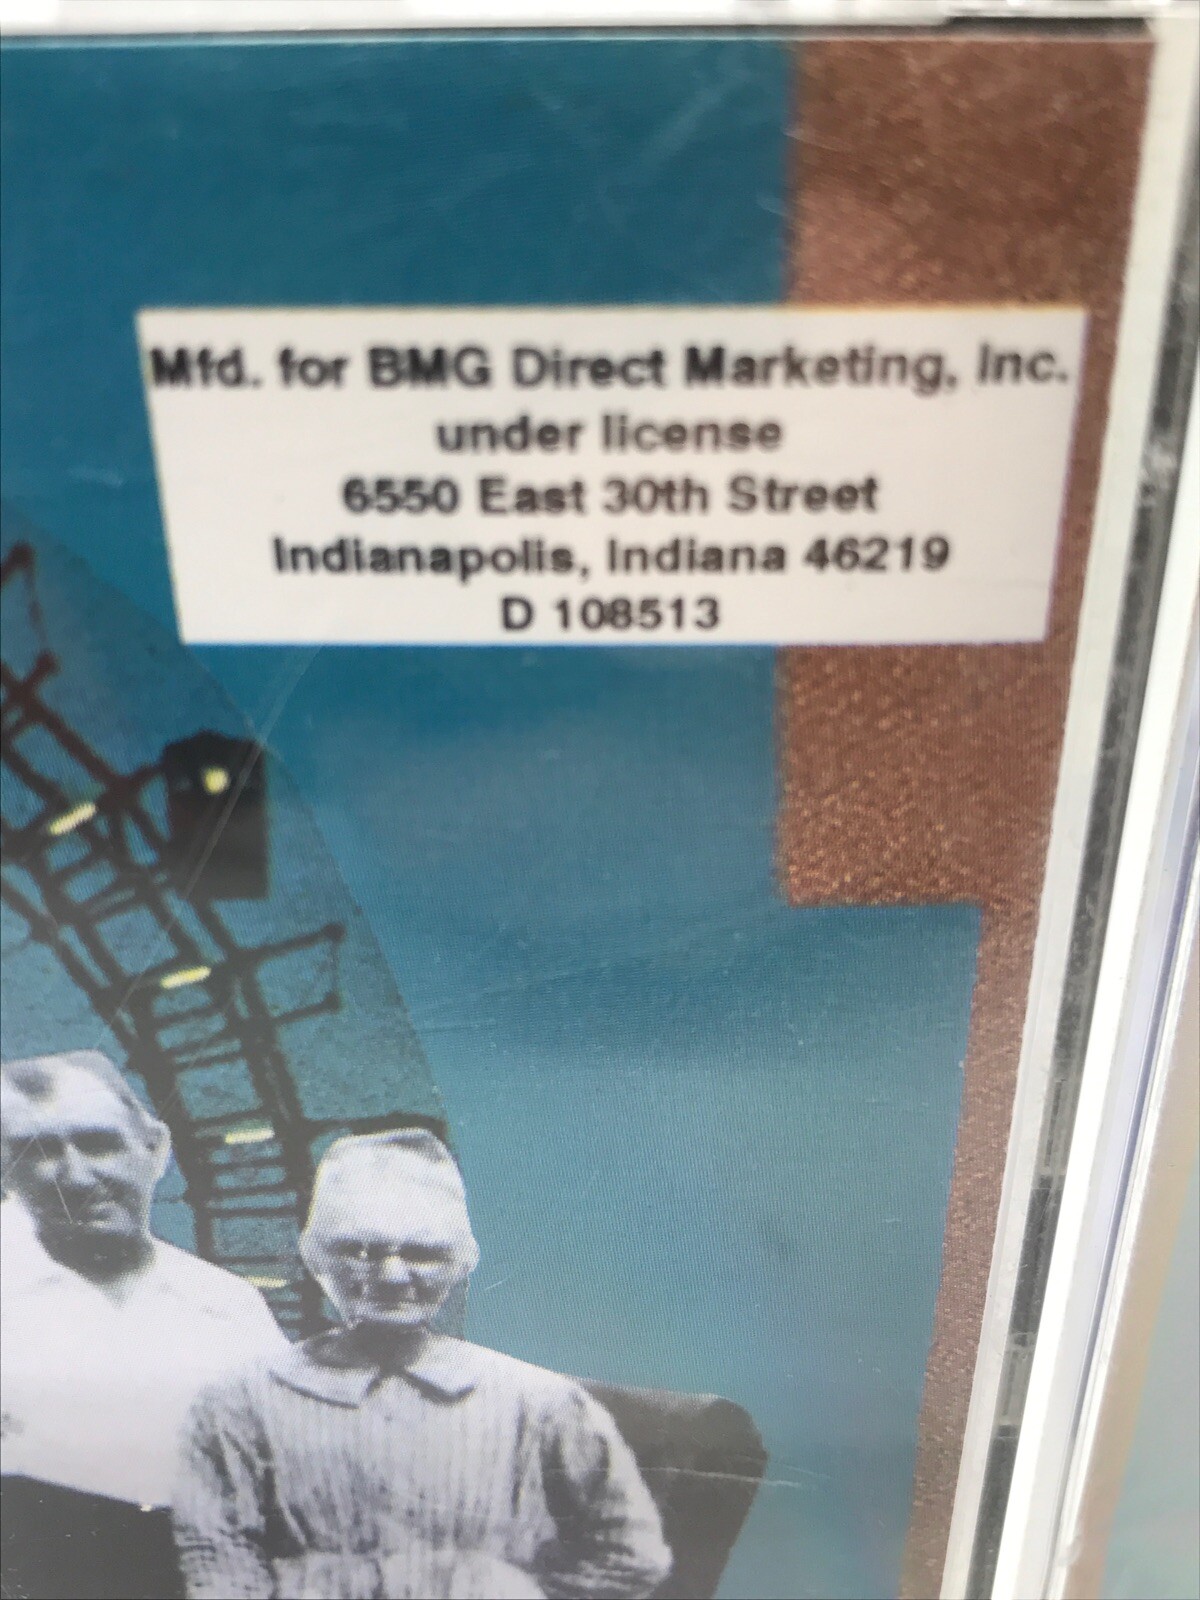 Mfd. for BMG Direct Marketing, Inc.
under license
6550 East 30th Street
Indianapolis, Indiana 46219
D 108513